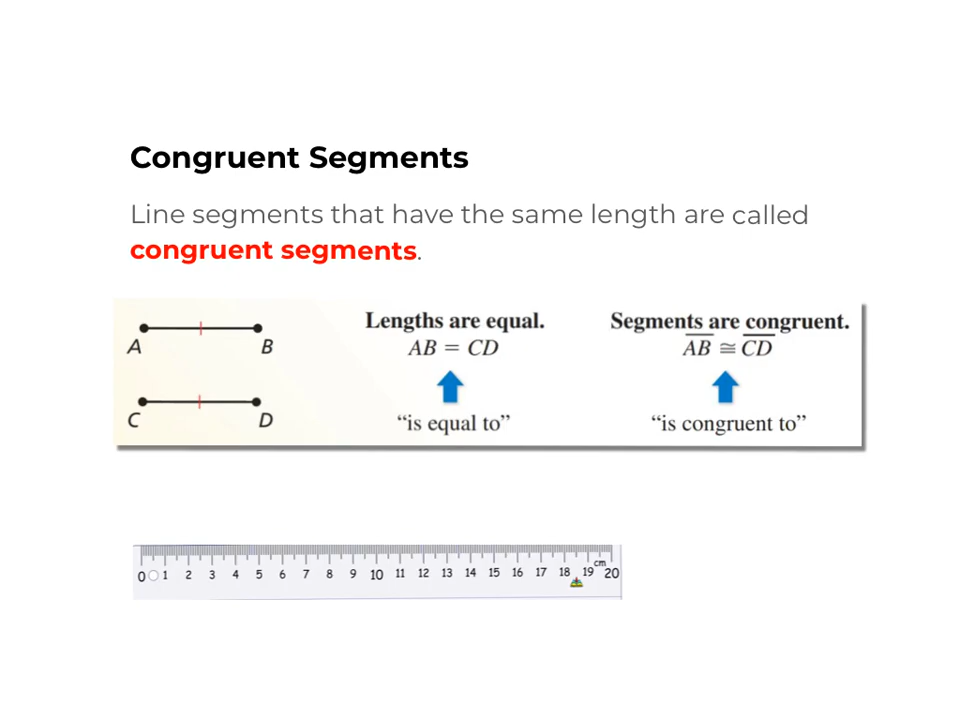 Congruent Segments
Line segments that have the same length are called
congruent segments.
A B
C D
Lengths are equal.
AB = CD
"is equal to"
Segments are congruent.
A̅B̅ ≅ C̅D̅
"is congruent to"
cm
0 1 2 3 4 5 6 7 8 9 10 11 12 13 14 15 16 17 18 19 20